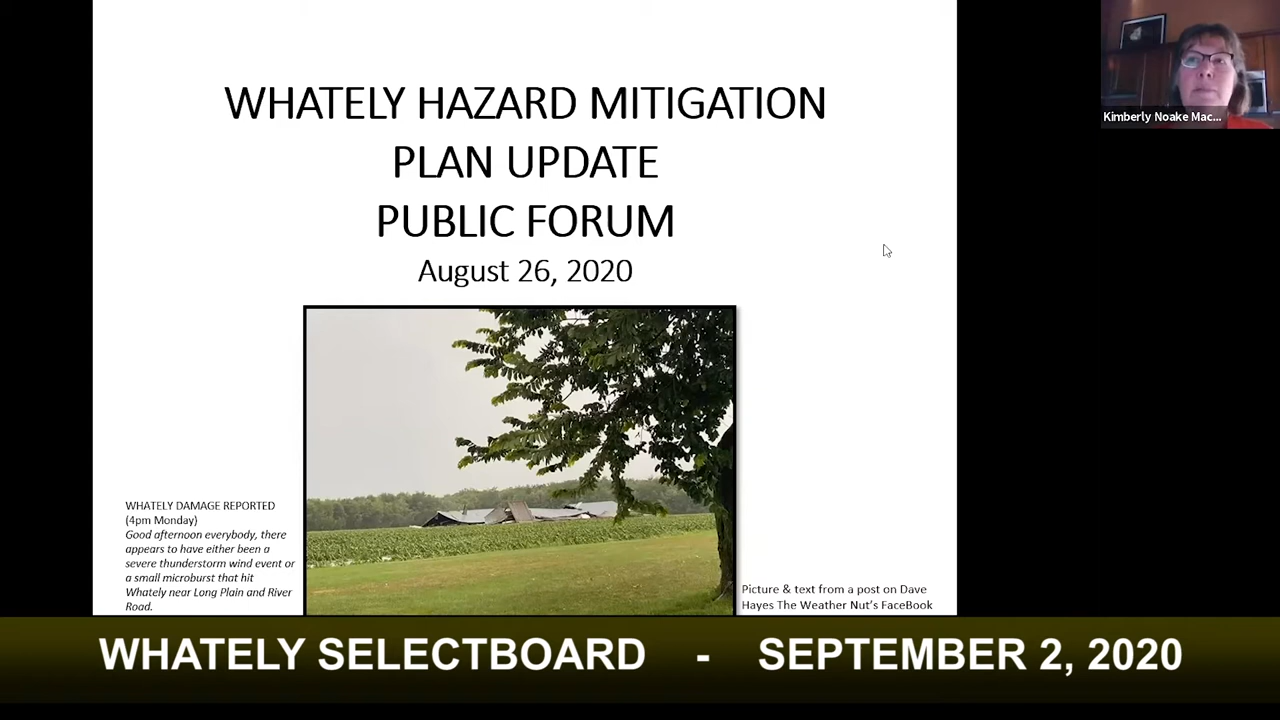 WHATELY HAZARD MITIGATION
PLAN UPDATE
PUBLIC FORUM
August 26, 2020
Kimberly Noake Mac...
WHATELY DAMAGE REPORTED
(4pm Monday)
Good afternoon everybody, there
appears to have either been a
severe thunderstorm wind event or
a small microburst that hit
Whately near Long Plain and River
Road.
Picture & text from a post on Dave
Hayes The Weather Nut's FaceBook
WHATELY SELECTBOARD - SEPTEMBER 2, 2020